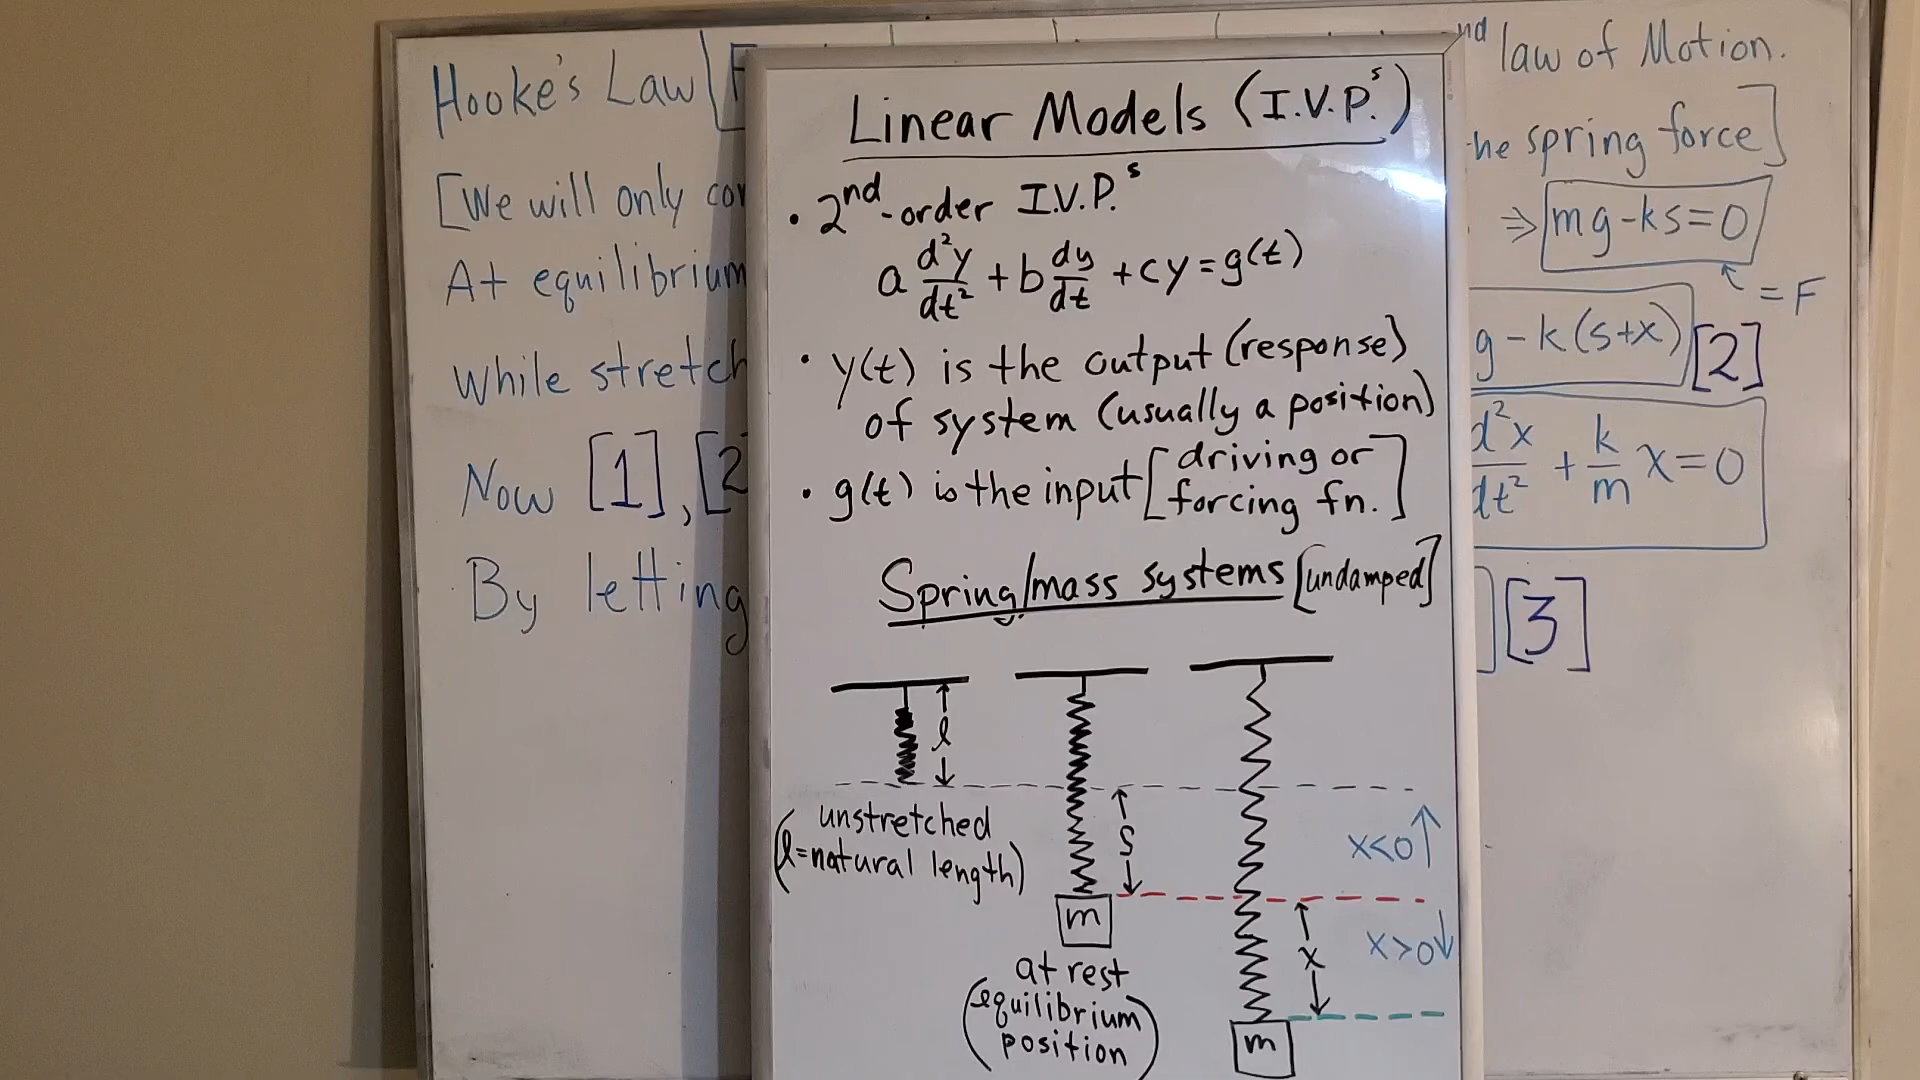 Hooke's Law
[We will only
At equilibrium
While stretch
Now [1], [2
By letting
Linear Models (I.V.P.s)
• 2nd-order I.V.P.s
a d²y/dt² + b dy/dt + cy = g(t)
• y(t) is the output (response)
of system (usually a position)
• g(t) is the input [driving or
forcing fn.]
Spring/mass systems [undamped]
l
unstretched
(l = natural length)
S
m
at rest
(equilibrium
position)
x<0↑
x>0↓
x
m
nd law of Motion.
the spring force]
⇒ mg-ks=0
= F
g - k(s+x) [2]
d²x/dt² + k/m x = 0
] [3]